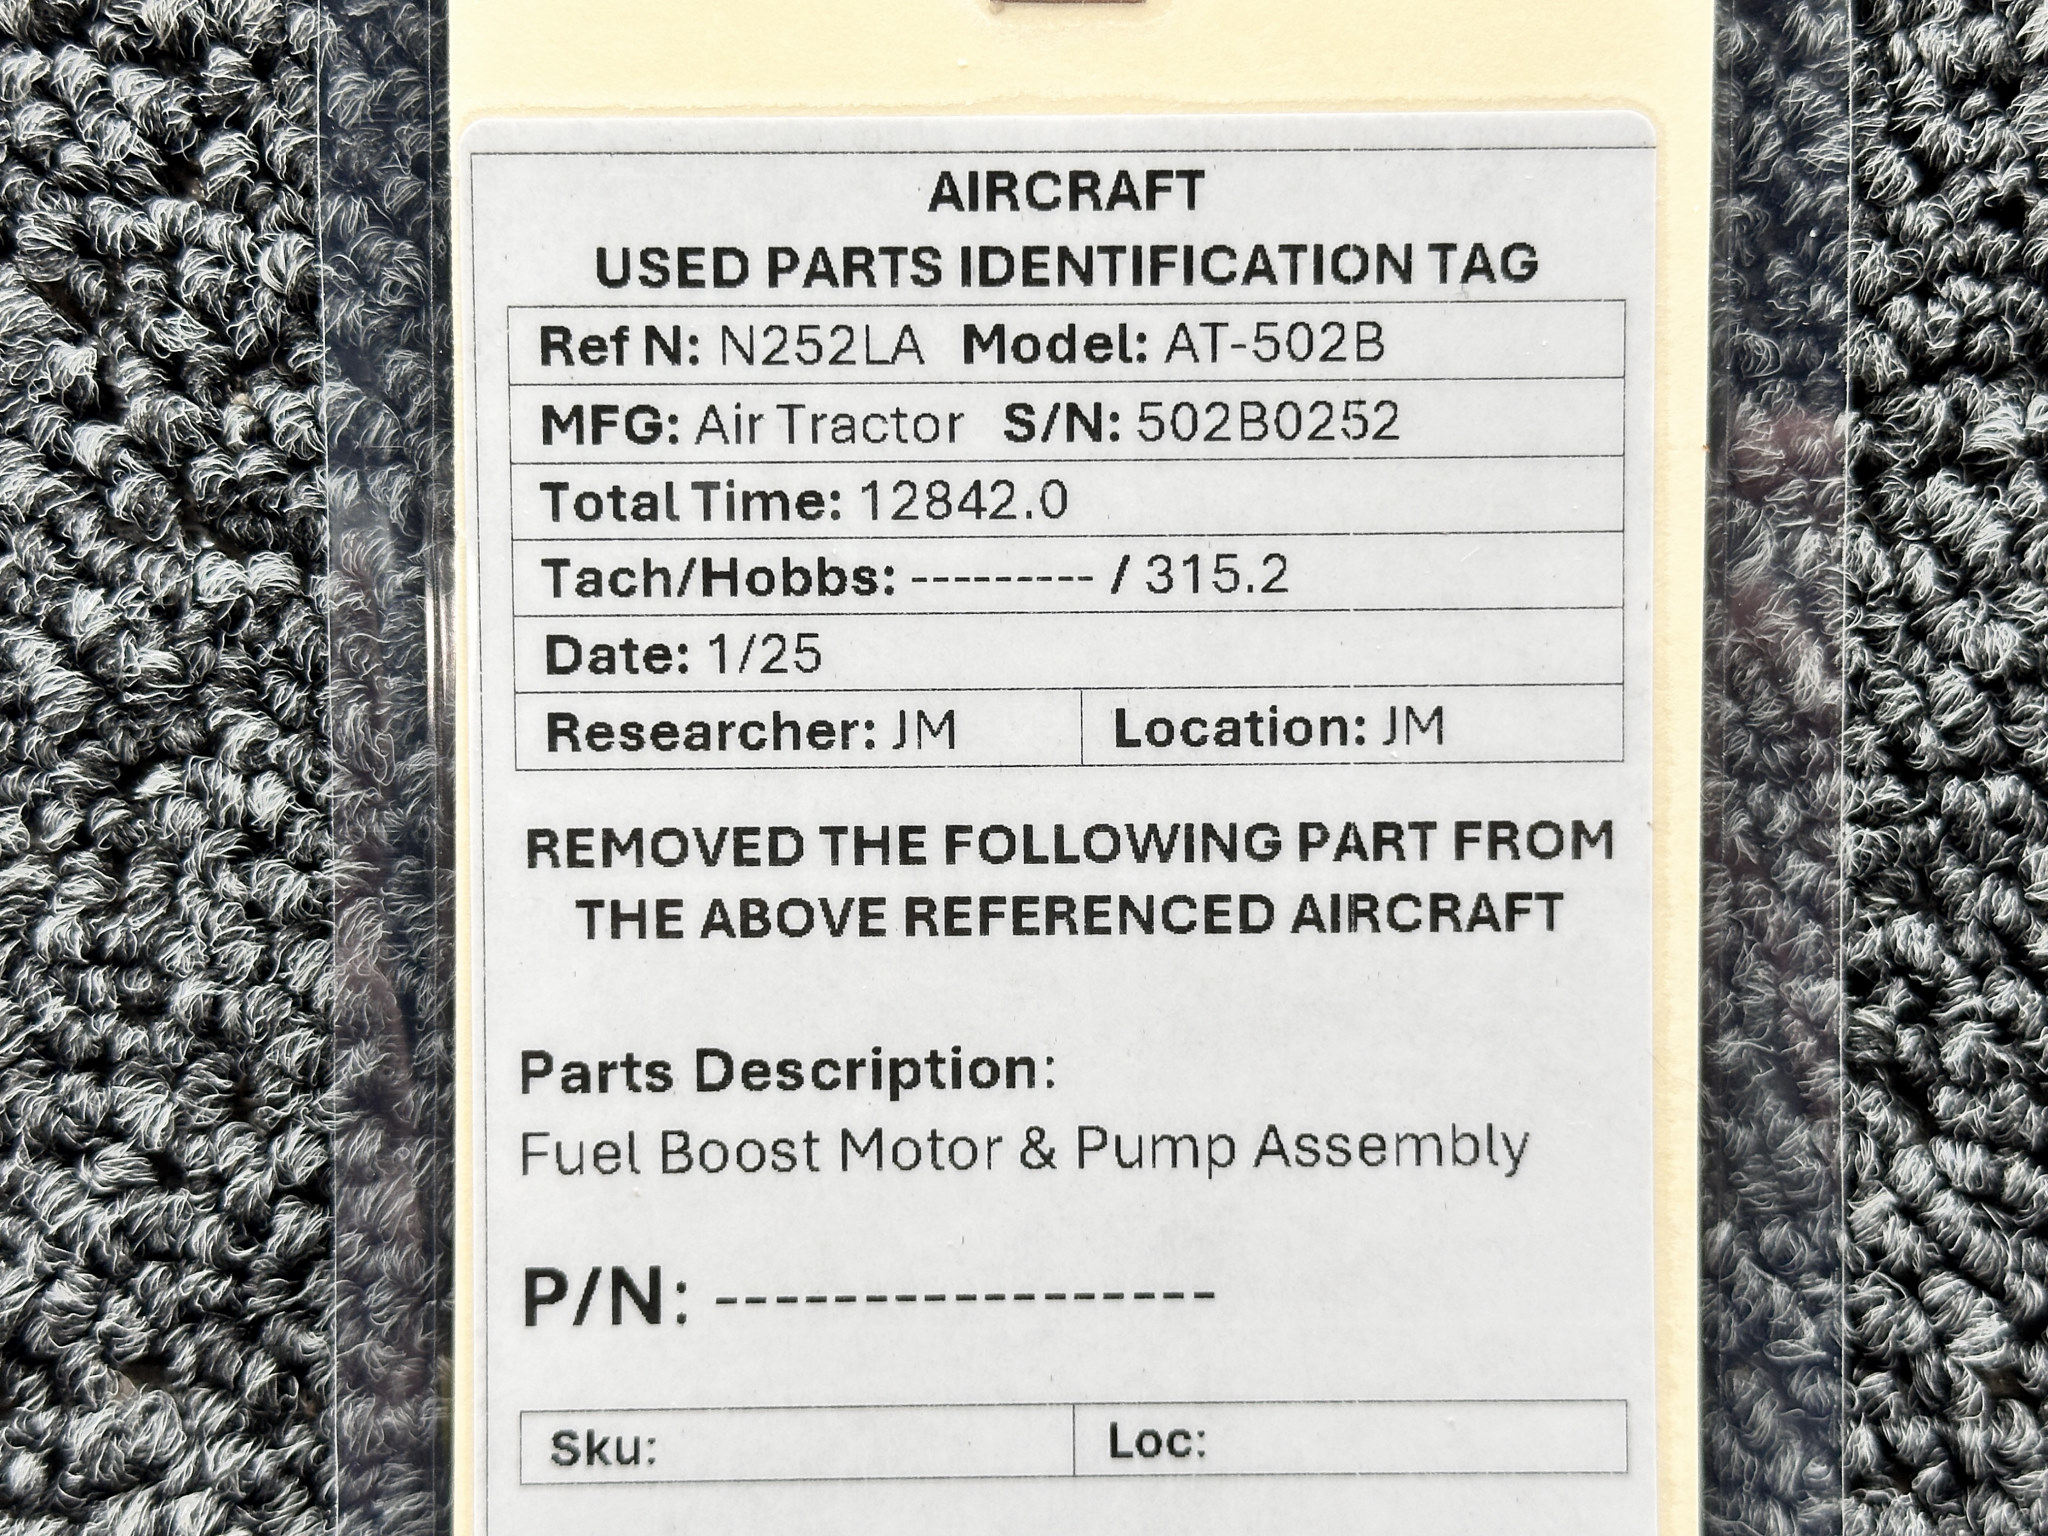 AIRCRAFT
USED PARTS IDENTIFICATION TAG
Ref N: N252LA Model: AT-502B
MFG: Air Tractor S/N: 502B0252
Total Time: 12842.0
Tach/Hobbs: --------- / 315.2
Date: 1/25
Researcher: JM Location: JM
REMOVED THE FOLLOWING PART FROM
THE ABOVE REFERENCED AIRCRAFT
Parts Description:
Fuel Boost Motor & Pump Assembly
P/N: -----------------
Sku: Loc: